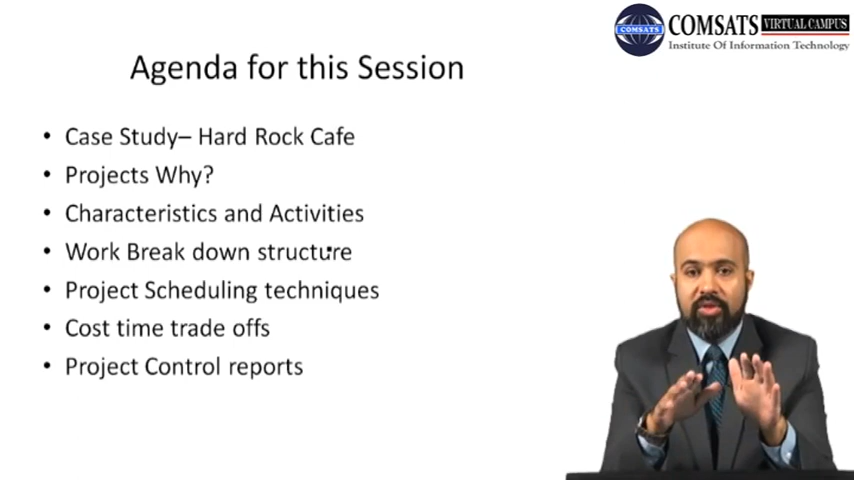 COMSATS VIRTUAL CAMPUS
COMSATS
Institute Of Information Technology
Agenda for this Session
• Case Study– Hard Rock Cafe
• Projects Why?
• Characteristics and Activities
• Work Break down structure
• Project Scheduling techniques
• Cost time trade offs
• Project Control reports